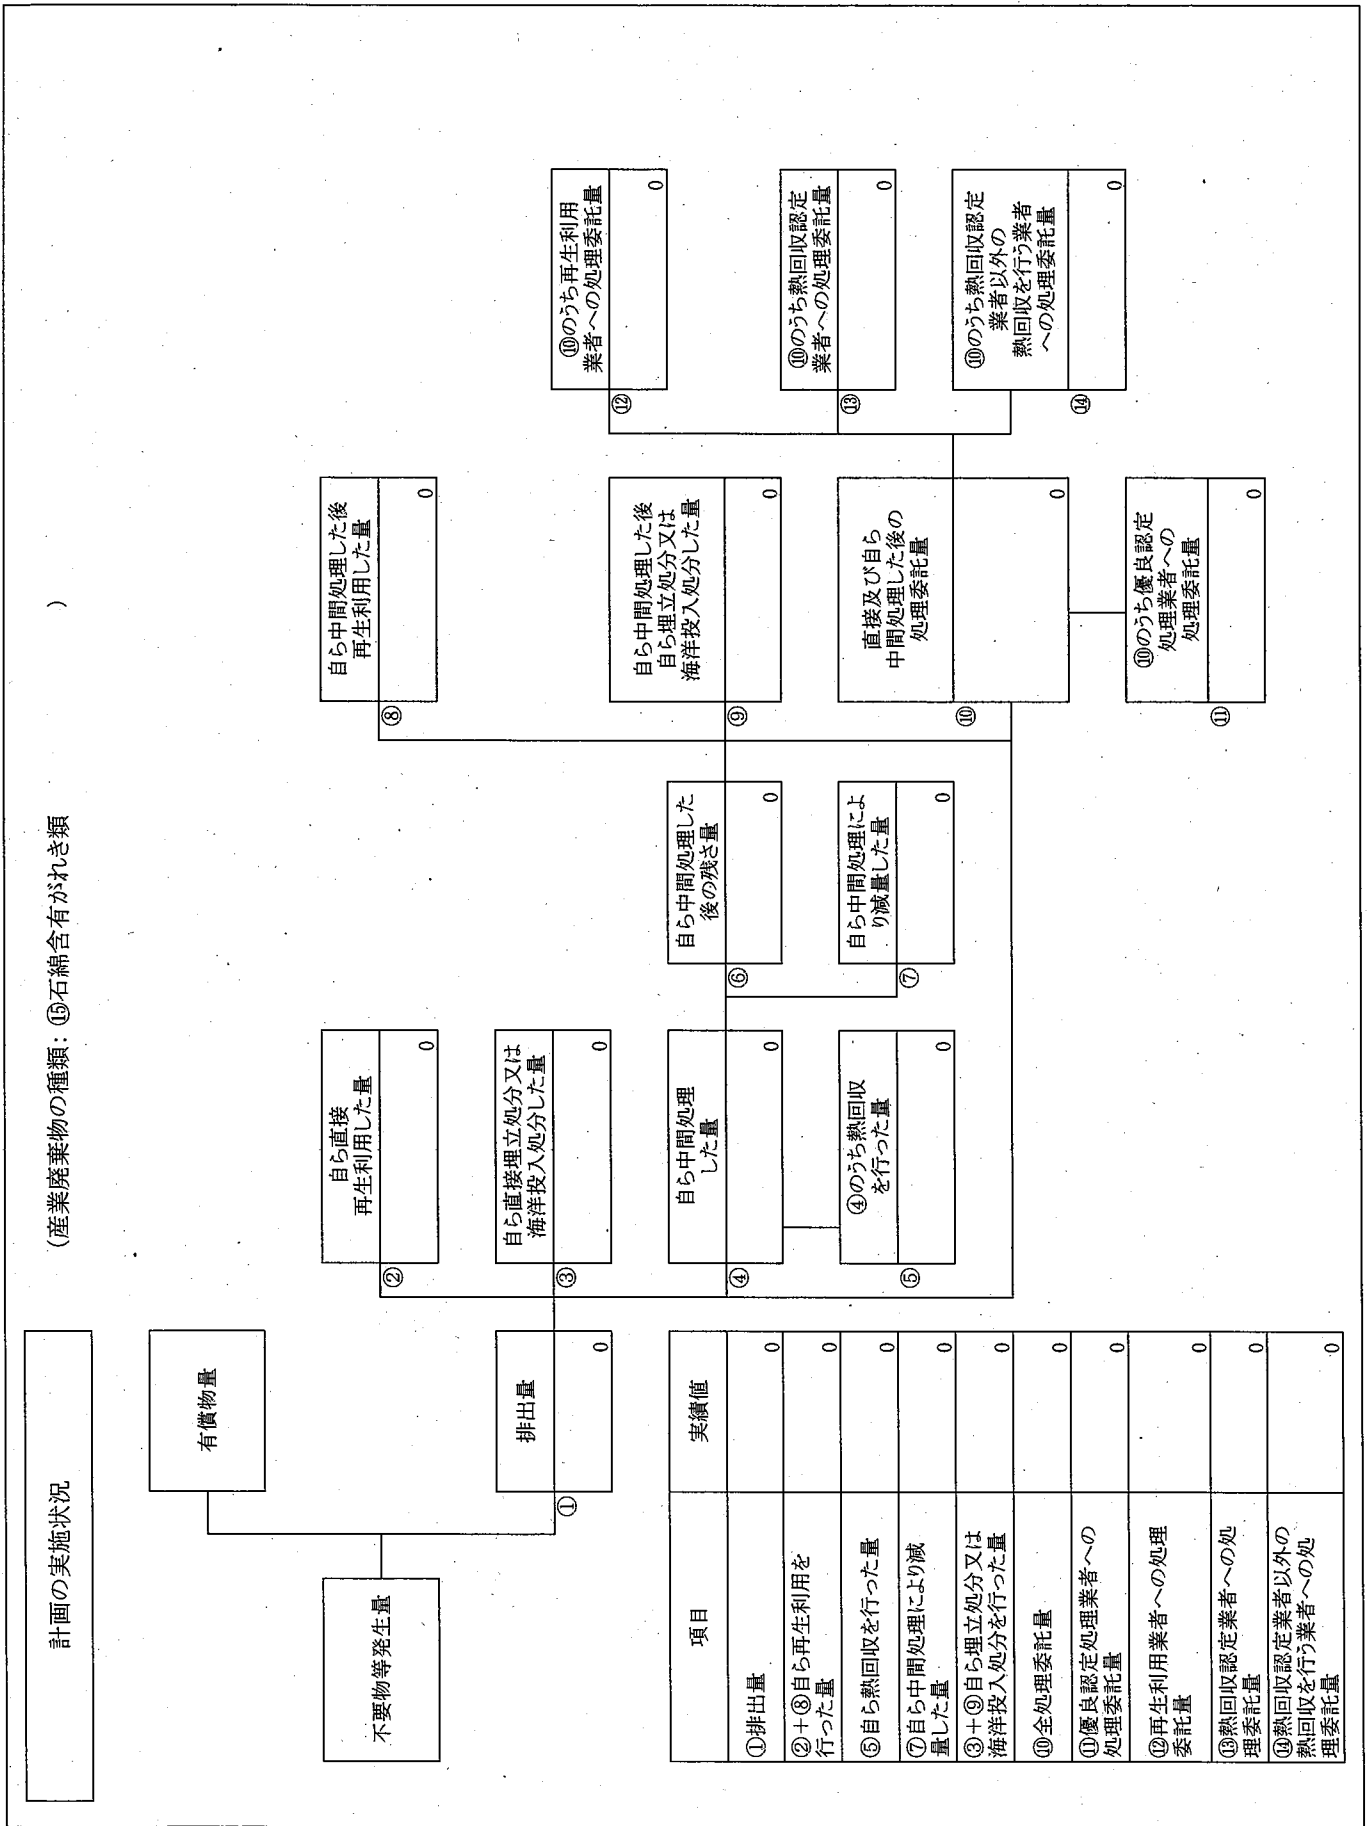 計画の実施状況
(産業廃棄物の種類：⑮石綿含有がれき類　　　　　)
不要物等発生量
有償物量
①
排出量
0
②
自ら直接
再生利用した量
0
③
自ら直接埋立処分又は
海洋投入処分した量
0
④
自ら中間処理
した量
0
⑤
④のうち熱回収
を行った量
0
⑥
自ら中間処理した
後の残さ量
0
⑦
自ら中間処理によ
り減量した量
0
⑧
自ら中間処理した後
再生利用した量
0
⑨
自ら中間処理した後
自ら埋立処分又は
海洋投入処分した量
0
⑩
直接及び自ら
中間処理した後の
処理委託量
0
⑪
⑩のうち優良認定
処理業者への
処理委託量
0
⑫
⑩のうち再生利用
業者への処理委託量
0
⑬
⑩のうち熱回収認定
業者への処理委託量
0
⑭
⑩のうち熱回収認定
業者以外の
熱回収を行う業者
への処理委託量
0
項目
実績値
①排出量
0
②＋⑧自ら再生利用を
行った量
0
⑤自ら熱回収を行った量
0
⑦自ら中間処理により減
量した量
0
③＋⑨自ら埋立処分又は
海洋投入処分を行った量
0
⑩全処理委託量
0
⑪優良認定処理業者への
処理委託量
0
⑫再生利用業者への処理
委託量
0
⑬熱回収認定業者への処
理委託量
0
⑭熱回収認定業者以外の
熱回収を行う業者への処
理委託量
0